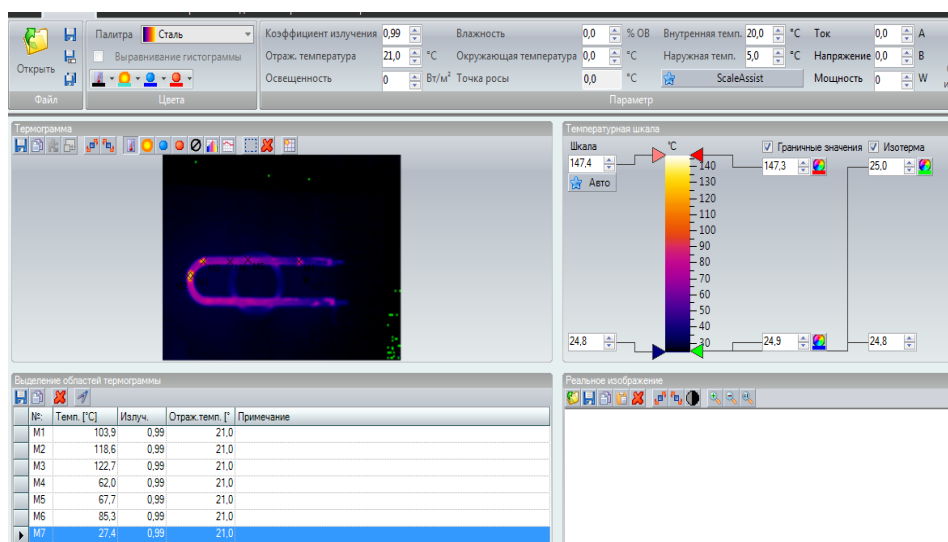 Палитра Сталь Коэффициент излучения 0,99 Влажность 0,0 % ОВ Внутренняя темп. 20,0 °C Ток 0,0 А
Открыть Выравнивание гистограммы Отраж. температура 21,0 °C Окружающая температура 0,0 °C Наружная темп. 5,0 °C Напряжение 0,0 В
Освещенность 0 Вт/м² Точка росы 0,0 °C ScaleAssist Мощность 0 W
Файл Цвета Параметр
Термограмма
Температурная шкала
Шкала °C Граничные значения Изотерма
147,4 147,3 25,0
Авто
140
130
120
110
100
90
80
70
60
50
40
30
24,8 24,9 24,8
Выделение областей термограммы
№: Темп. [°C] Излуч. Отраж.темп. [° Примечание
M1 103,9 0,99 21,0
M2 118,6 0,99 21,0
M3 122,7 0,99 21,0
M4 62,0 0,99 21,0
M5 67,7 0,99 21,0
M6 85,3 0,99 21,0
M7 27,4 0,99 21,0
Реальное изображение